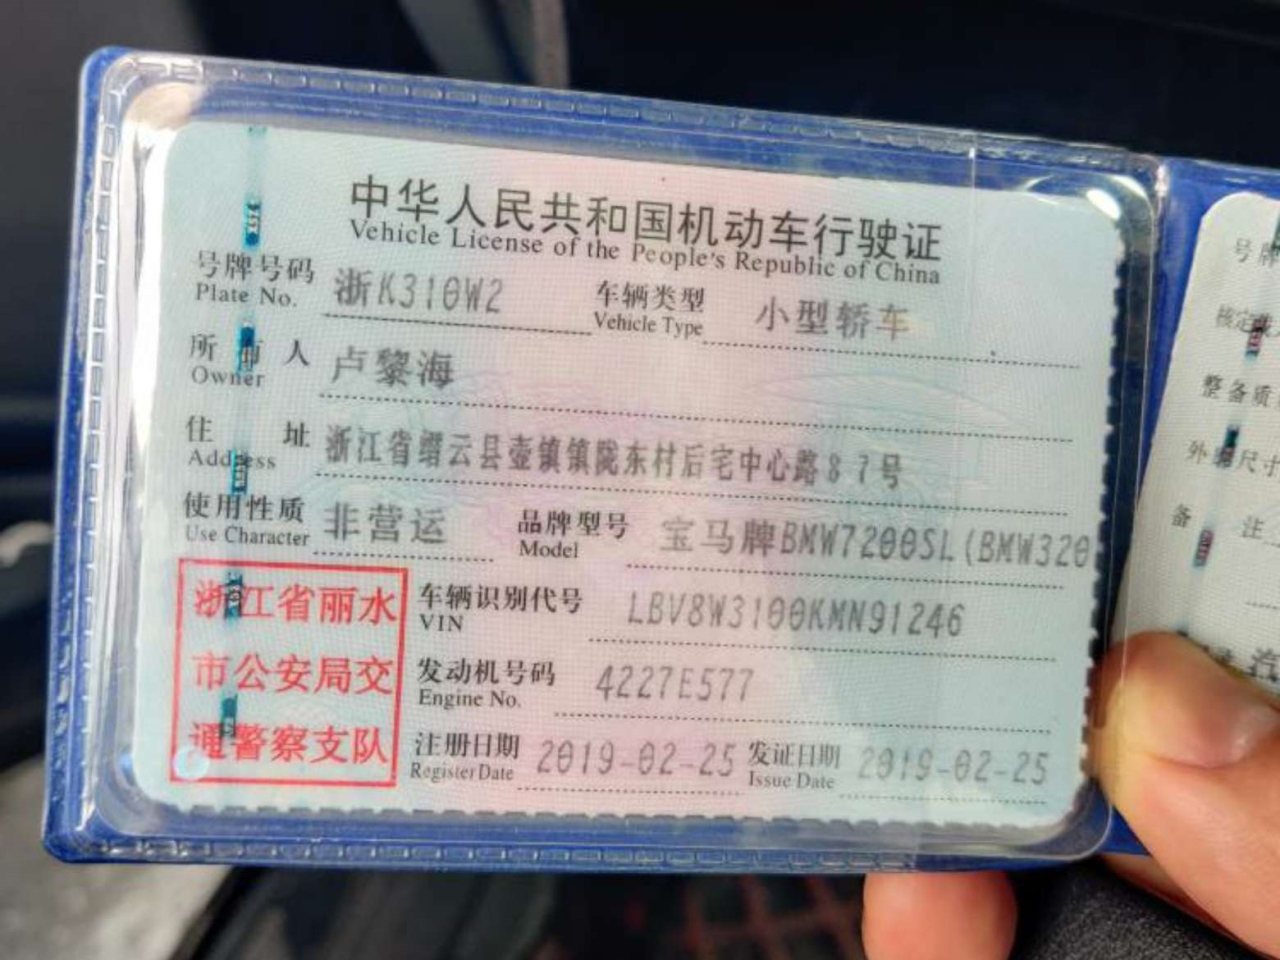 中华人民共和国机动车行驶证
Vehicle License of the People's Republic of China
号牌号码 浙K310W2 车辆类型 小型轿车
Plate No. Vehicle Type
所有人 卢黎海
Owner
住址 浙江省缙云县壶镇镇陇东村后宅中心路87号
Address
使用性质 非营运 品牌型号 宝马牌BMW7200SL(BMW320
Use Character Model
浙江省丽水
市公安局交
通警察支队
车辆识别代号 LBV8W3100KMN91246
VIN
发动机号码 4227E577
Engine No.
注册日期 2019-02-25 发证日期 2019-02-25
Register Date Issue Date
号牌
核定载
整备质
外廓尺寸
备注